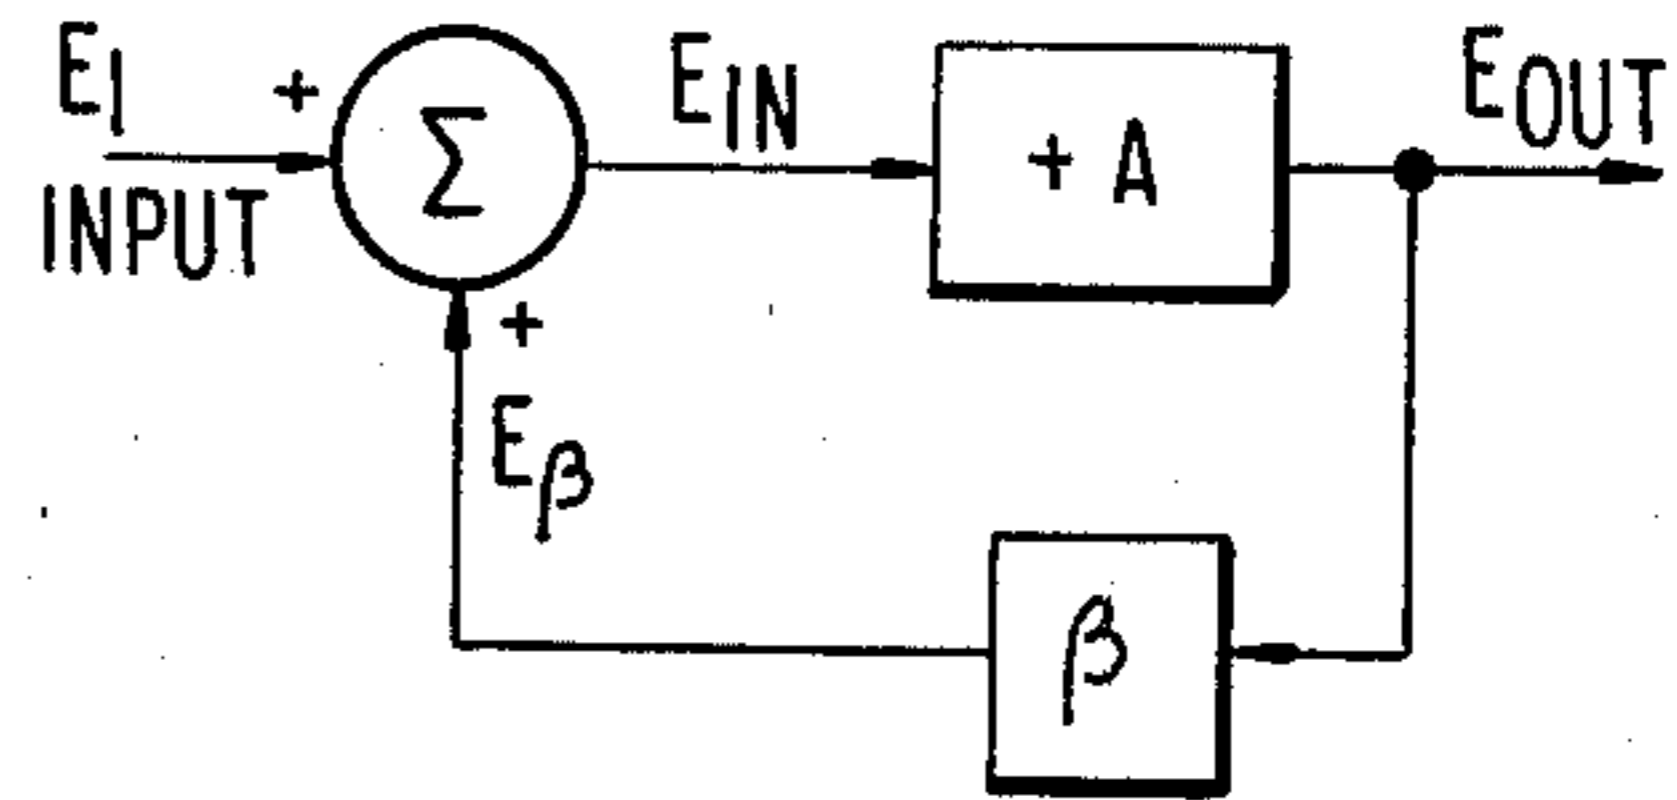 E1
INPUT
+
Σ
+
EIN
+ A
EOUT
Eβ
β